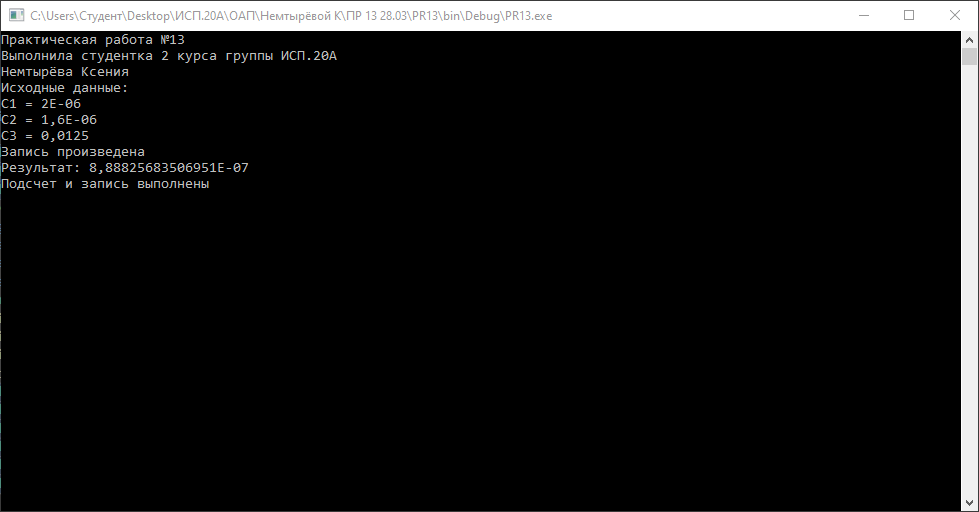 C:\Users\Студент\Desktop\ИСП.20А\ОАП\Немтырёвой К\ПР 13 28.03\PR13\bin\Debug\PR13.exe
Практическая работа №13
Выполнила студентка 2 курса группы ИСП.20А
Немтырёва Ксения
Исходные данные:
C1 = 2E-06
C2 = 1,6E-06
C3 = 0,0125
Запись произведена
Результат: 8,88825683506951E-07
Подсчет и запись выполнены